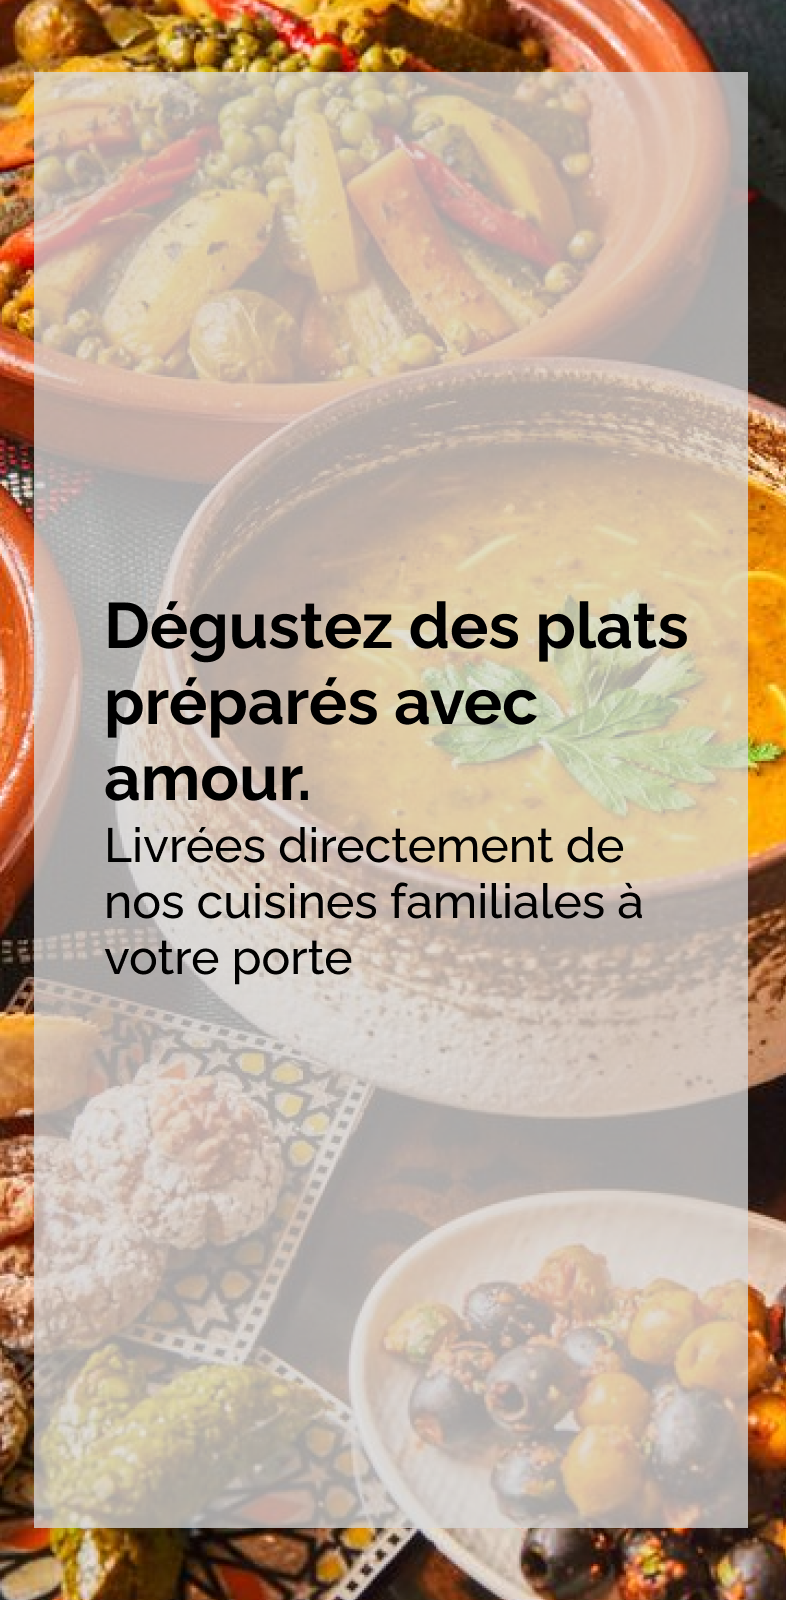 Dégustez des plats
préparés avec
amour.
Livrées directement de
nos cuisines familiales à
votre porte